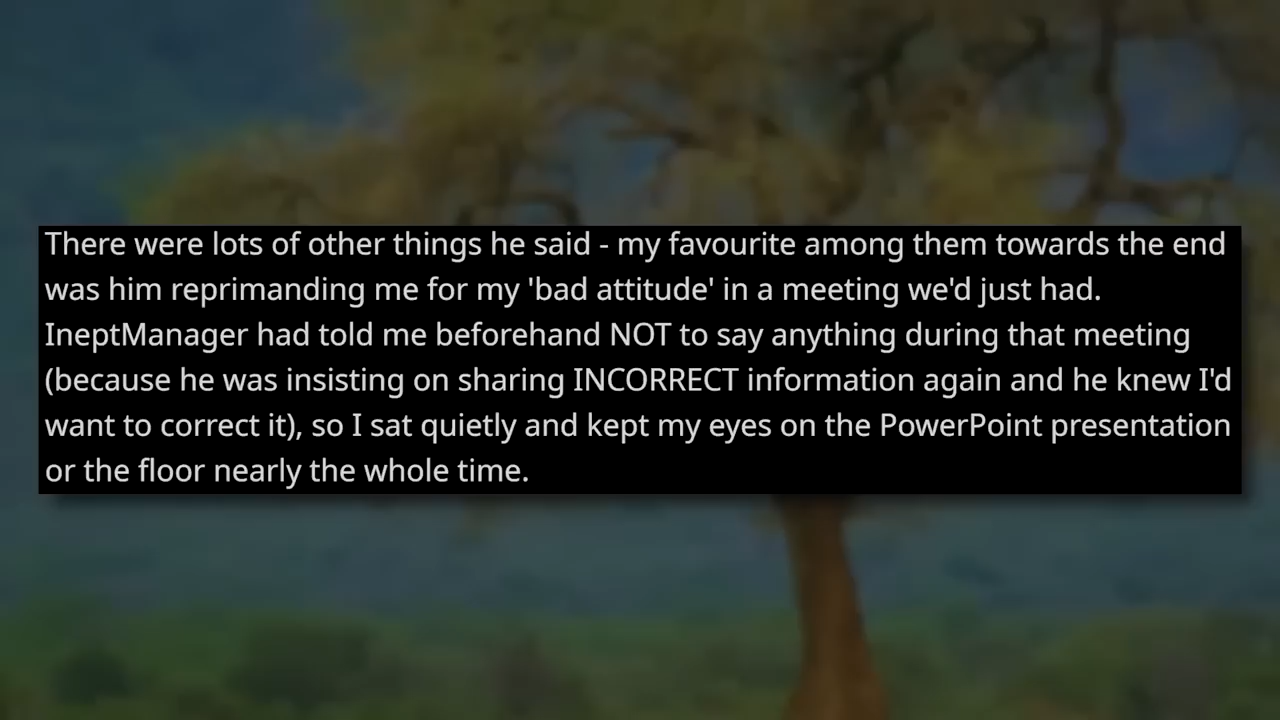 There were lots of other things he said - my favourite among them towards the end
was him reprimanding me for my 'bad attitude' in a meeting we'd just had.
IneptManager had told me beforehand NOT to say anything during that meeting
(because he was insisting on sharing INCORRECT information again and he knew I'd
want to correct it), so I sat quietly and kept my eyes on the PowerPoint presentation
or the floor nearly the whole time.